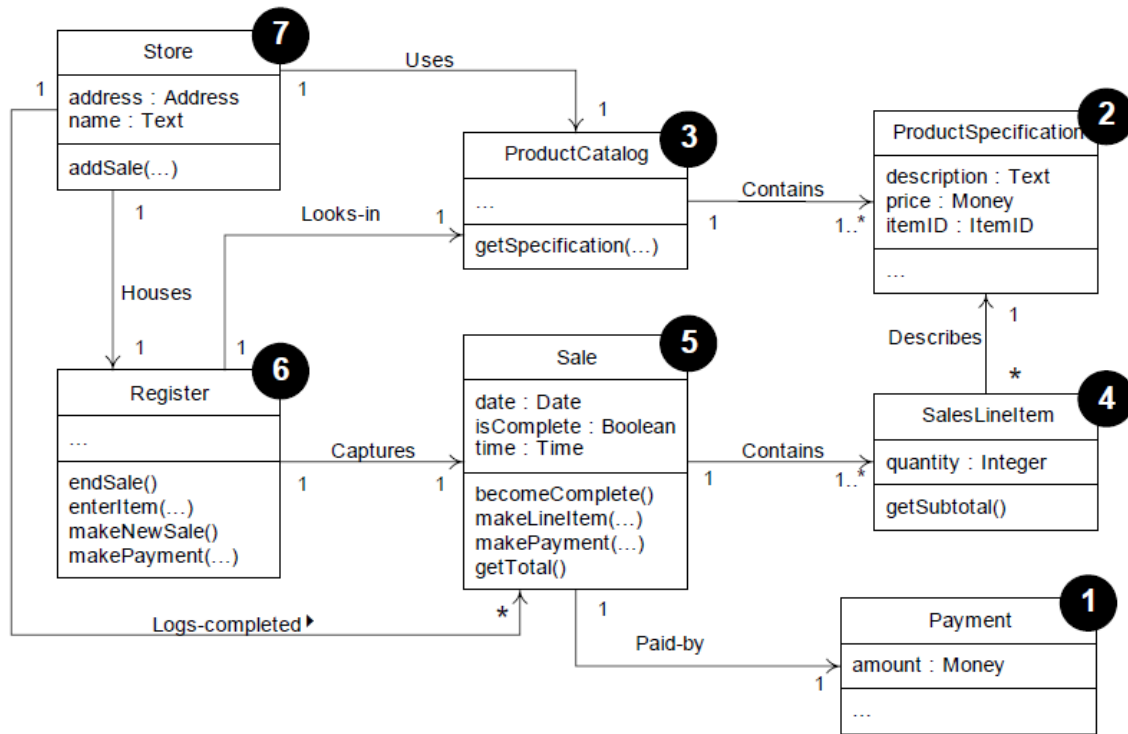 7
Store
address : Address
name : Text
addSale(...)
1
1
Uses
1
3
ProductCatalog
...
getSpecification(...)
1
Contains
1..*
2
ProductSpecification
description : Text
price : Money
itemID : ItemID
...
1
Houses
1
1
Looks-in
1
6
Register
...
endSale()
enterItem(...)
makeNewSale()
makePayment(...)
1
Captures
1
5
Sale
date : Date
isComplete : Boolean
time : Time
becomeComplete()
makeLineItem(...)
makePayment(...)
getTotal()
1
Contains
1..*
1
Describes
*
4
SalesLineItem
quantity : Integer
getSubtotal()
Logs-completed
*
1
Paid-by
1
1
Payment
amount : Money
...